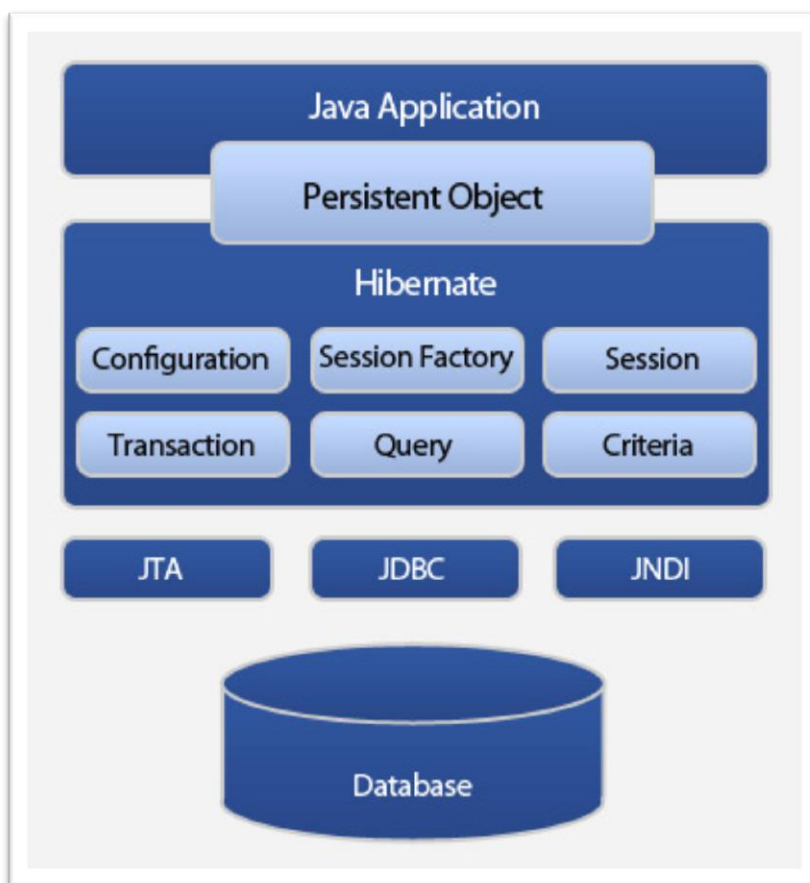 Java Application
Persistent Object
Hibernate
Configuration
Session Factory
Session
Transaction
Query
Criteria
JTA
JDBC
JNDI
Database